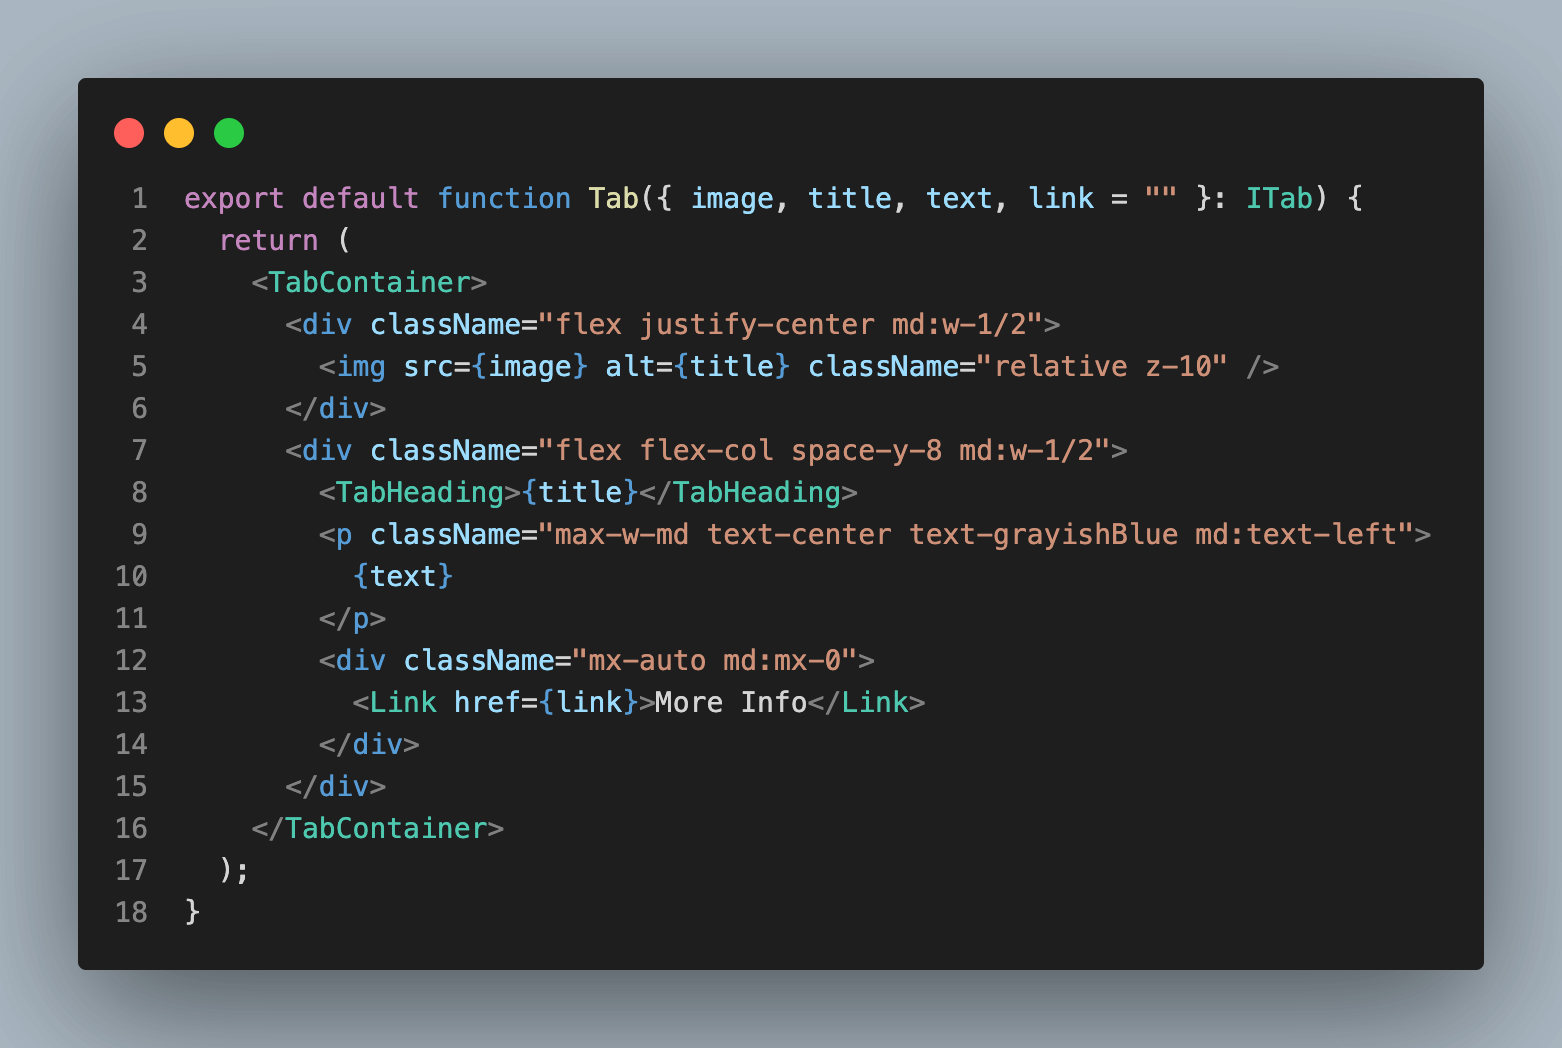 1 export default function Tab({ image, title, text, link = "" }: ITab) {
2   return (
3     <TabContainer>
4       <div className="flex justify-center md:w-1/2">
5         <img src={image} alt={title} className="relative z-10" />
6       </div>
7       <div className="flex flex-col space-y-8 md:w-1/2">
8         <TabHeading>{title}</TabHeading>
9         <p className="max-w-md text-center text-grayishBlue md:text-left">
10           {text}
11         </p>
12         <div className="mx-auto md:mx-0">
13           <Link href={link}>More Info</Link>
14         </div>
15       </div>
16     </TabContainer>
17   );
18 }